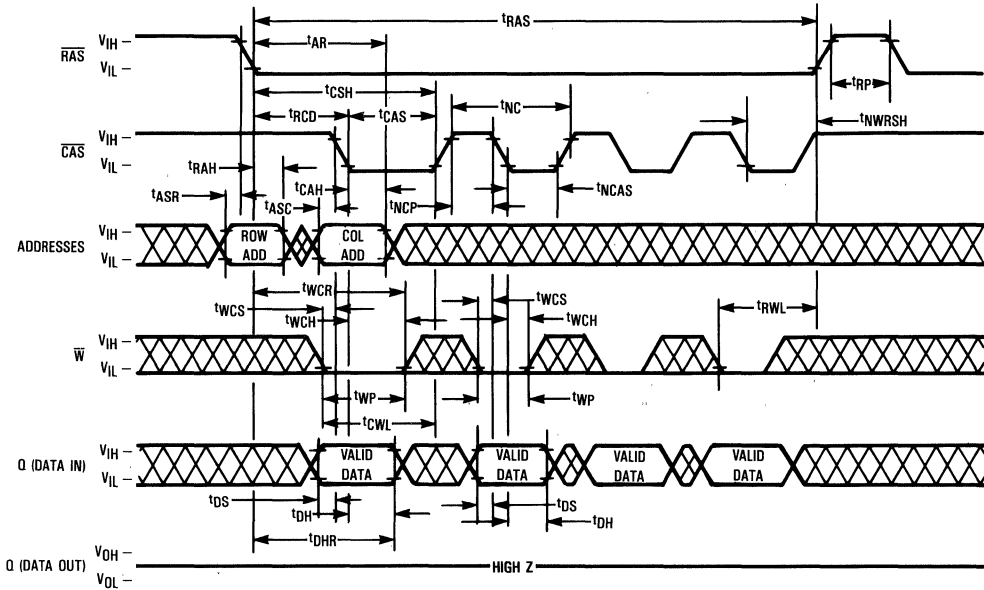 tRAS
tAR
RAS
VIH
VIL
tRP
tCSH
tRCD
tCAS
tNC
tNWRSH
CAS
VIH
VIL
tRAH
tASR
tCAH
tASC
tNCP
tNCAS
ADDRESSES
VIH
VIL
ROW ADD
COL ADD
tWCR
tWCS
tWCH
tWCS
tWCH
tRWL
W
VIH
VIL
tWP
tWP
tCWL
Q (DATA IN)
VIH
VIL
VALID DATA
VALID DATA
VALID DATA
VALID DATA
tDS
tDH
tDS
tDH
tDHR
Q (DATA OUT)
VOH
VOL
HIGH Z